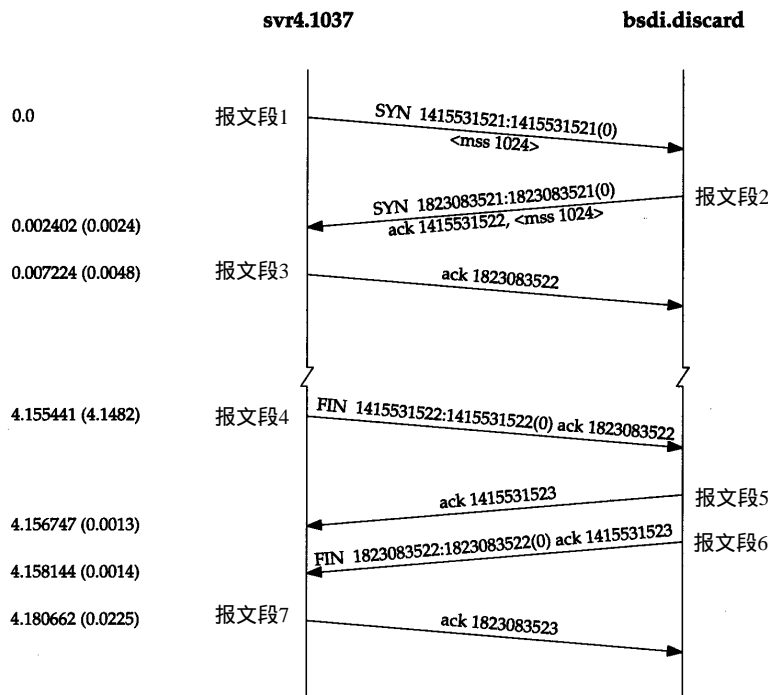 svr4.1037 bsdi.discard
0.0 报文段1
SYN 1415531521:1415531521(0)
<mss 1024>
报文段2
SYN 1823083521:1823083521(0)
ack 1415531522, <mss 1024>
0.002402 (0.0024)
0.007224 (0.0048) 报文段3
ack 1823083522
4.155441 (4.1482) 报文段4
FIN 1415531522:1415531522(0) ack 1823083522
ack 1415531523
报文段5
4.156747 (0.0013)
FIN 1823083522:1823083522(0) ack 1415531523
报文段6
4.158144 (0.0014)
4.180662 (0.0225) 报文段7
ack 1823083523